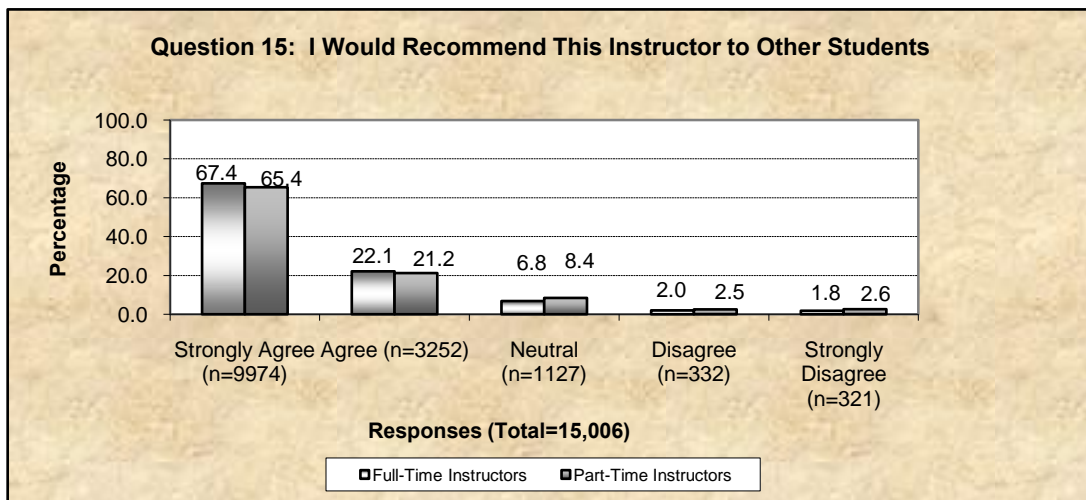 Question 15:  I Would Recommend This Instructor to Other Students
Percentage
100.0
80.0
60.0
40.0
20.0
0.0
67.4 65.4
22.1 21.2
6.8 8.4
2.0 2.5
1.8 2.6
Strongly Agree
(n=9974)
Agree (n=3252)
Neutral
(n=1127)
Disagree
(n=332)
Strongly
Disagree
(n=321)
Responses (Total=15,006)
Full-Time Instructors Part-Time Instructors